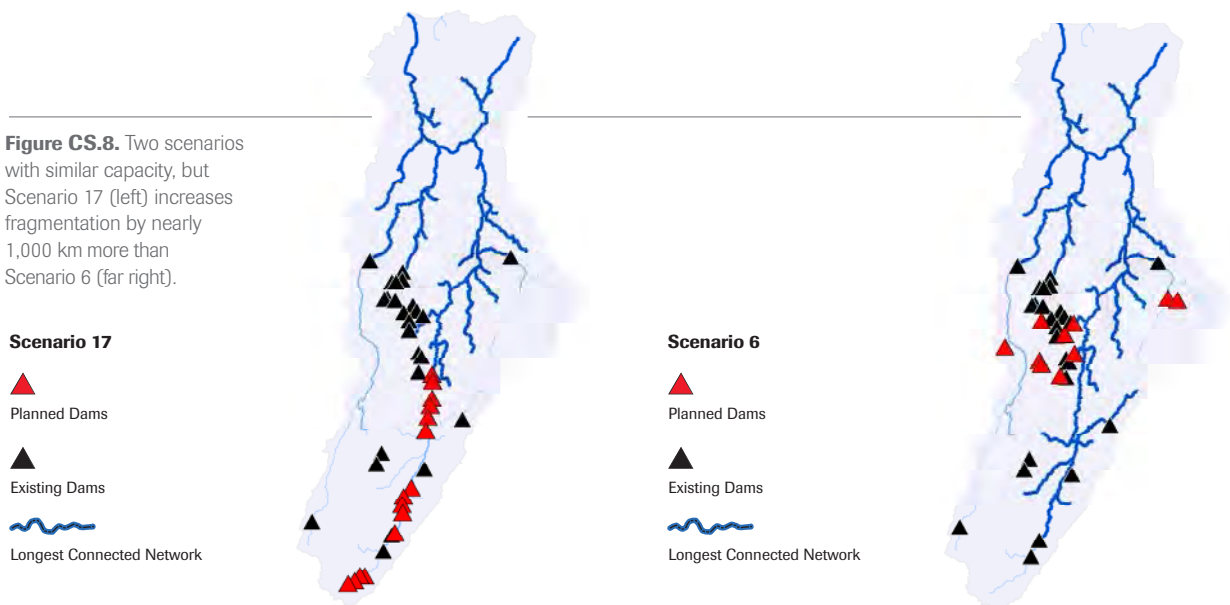 Figure CS.8. Two scenarios
with similar capacity, but
Scenario 17 (left) increases
fragmentation by nearly
1,000 km more than
Scenario 6 (far right).
Scenario 17
Planned Dams
Existing Dams
Longest Connected Network
Scenario 6
Planned Dams
Existing Dams
Longest Connected Network